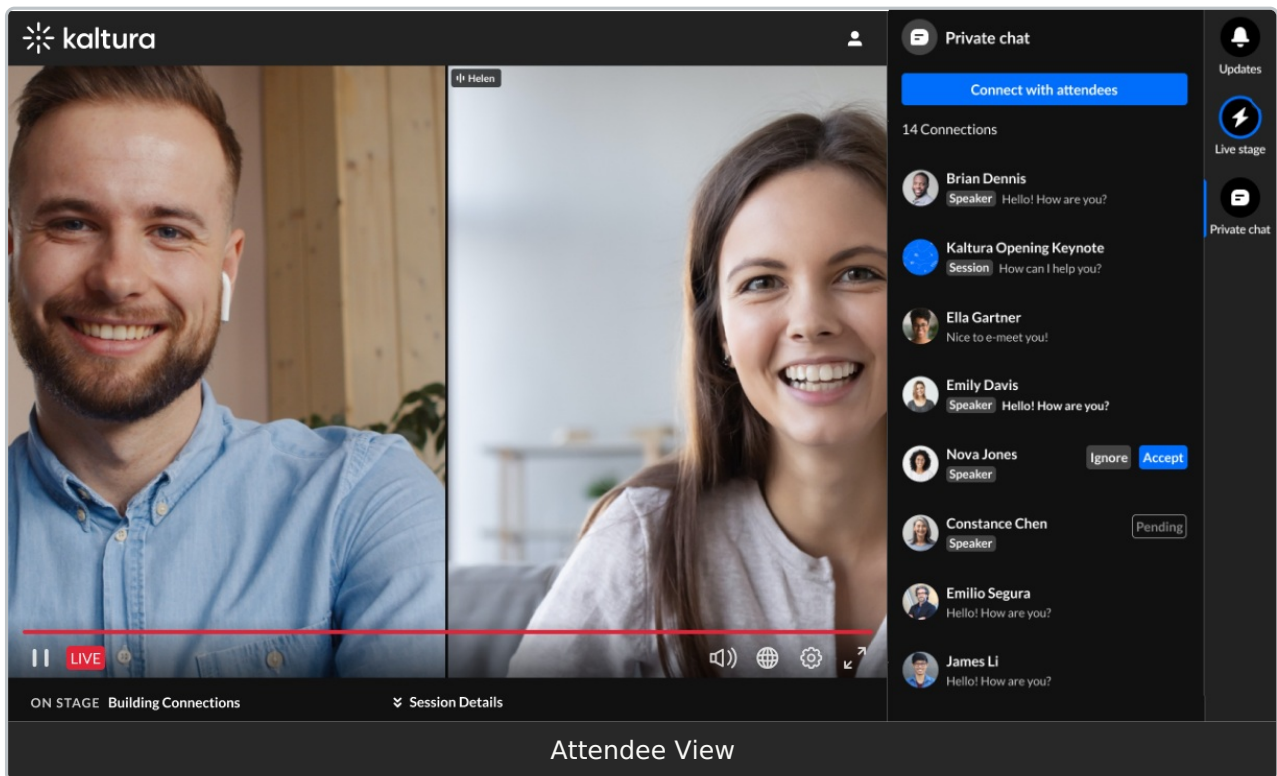 kaltura
Helen
LIVE
ON STAGE Building Connections
Session Details
Private chat
Connect with attendees
14 Connections
Brian Dennis
Speaker Hello! How are you?
Kaltura Opening Keynote
Session How can I help you?
Ella Gartner
Nice to e-meet you!
Emily Davis
Speaker Hello! How are you?
Nova Jones
Speaker
Ignore Accept
Constance Chen
Speaker
Pending
Emilio Segura
Hello! How are you?
James Li
Hello! How are you?
Updates
Live stage
Private chat
Attendee View